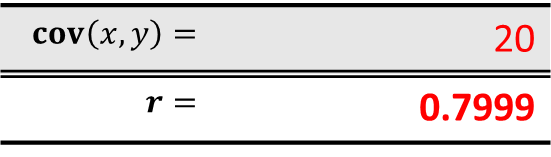 cov(x, y) = 20
r = 0.7999